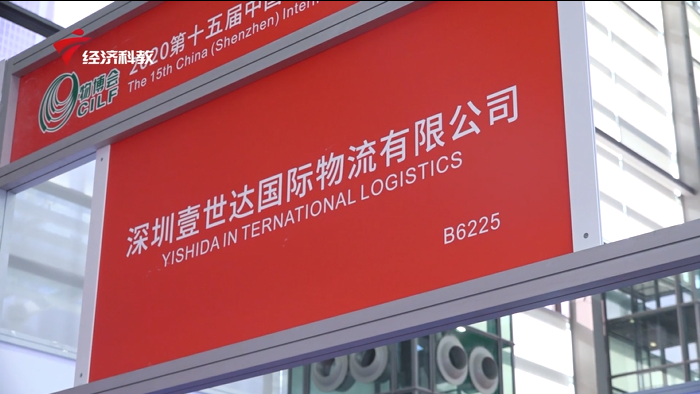 经济科教
2020第十五届中国
The 15th China (Shenzhen) Intern
物博会
CILF
深圳壹世达国际物流有限公司
YISHIDA IN TERNATIONAL LOGISTICS
B6225